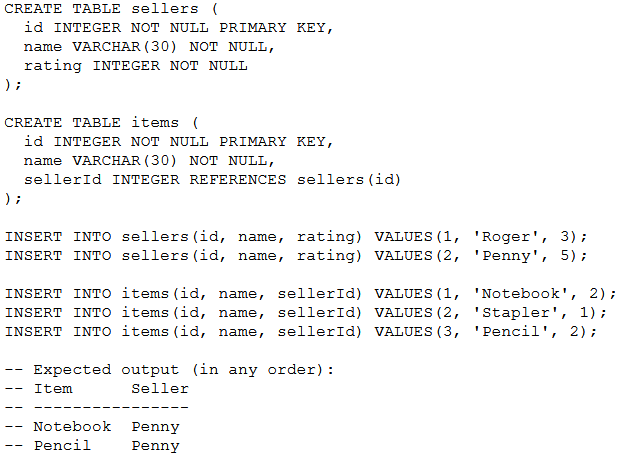 CREATE TABLE sellers (
  id INTEGER NOT NULL PRIMARY KEY,
  name VARCHAR(30) NOT NULL,
  rating INTEGER NOT NULL
);

CREATE TABLE items (
  id INTEGER NOT NULL PRIMARY KEY,
  name VARCHAR(30) NOT NULL,
  sellerId INTEGER REFERENCES sellers(id)
);

INSERT INTO sellers(id, name, rating) VALUES(1, 'Roger', 3);
INSERT INTO sellers(id, name, rating) VALUES(2, 'Penny', 5);

INSERT INTO items(id, name, sellerId) VALUES(1, 'Notebook', 2);
INSERT INTO items(id, name, sellerId) VALUES(2, 'Stapler', 1);
INSERT INTO items(id, name, sellerId) VALUES(3, 'Pencil', 2);

-- Expected output (in any order):
-- Item      Seller
-- ----------------
-- Notebook  Penny
-- Pencil    Penny